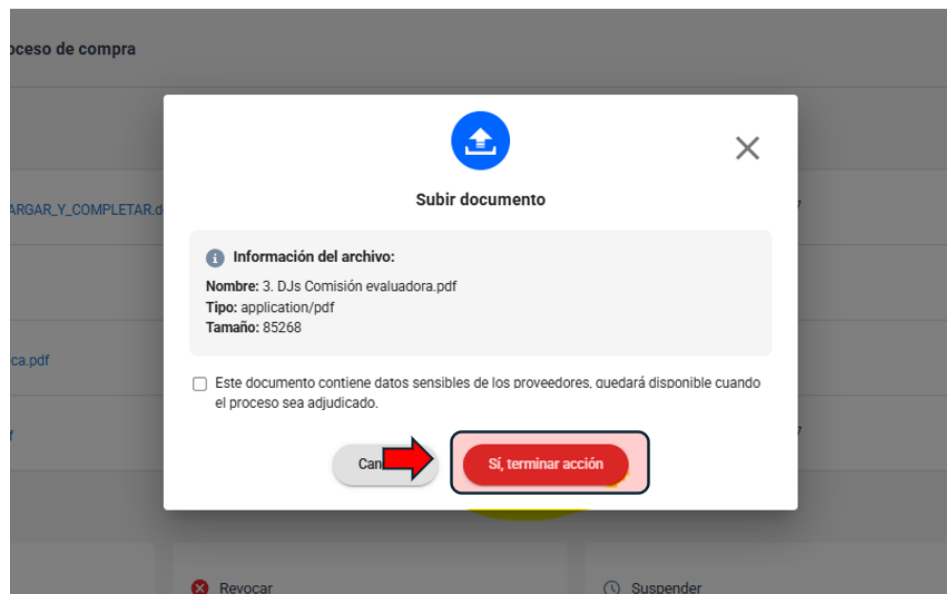 oceso de compra
Subir documento
ARGAR_Y_COMPLETAR.d
Información del archivo:
Nombre: 3. DJs Comisión evaluadora.pdf
Tipo: application/pdf
Tamaño: 85268
ca.pdf
Este documento contiene datos sensibles de los proveedores, quedará disponible cuando
el proceso sea adjudicado.
Can
Sí, terminar acción
Revocar
Suspender